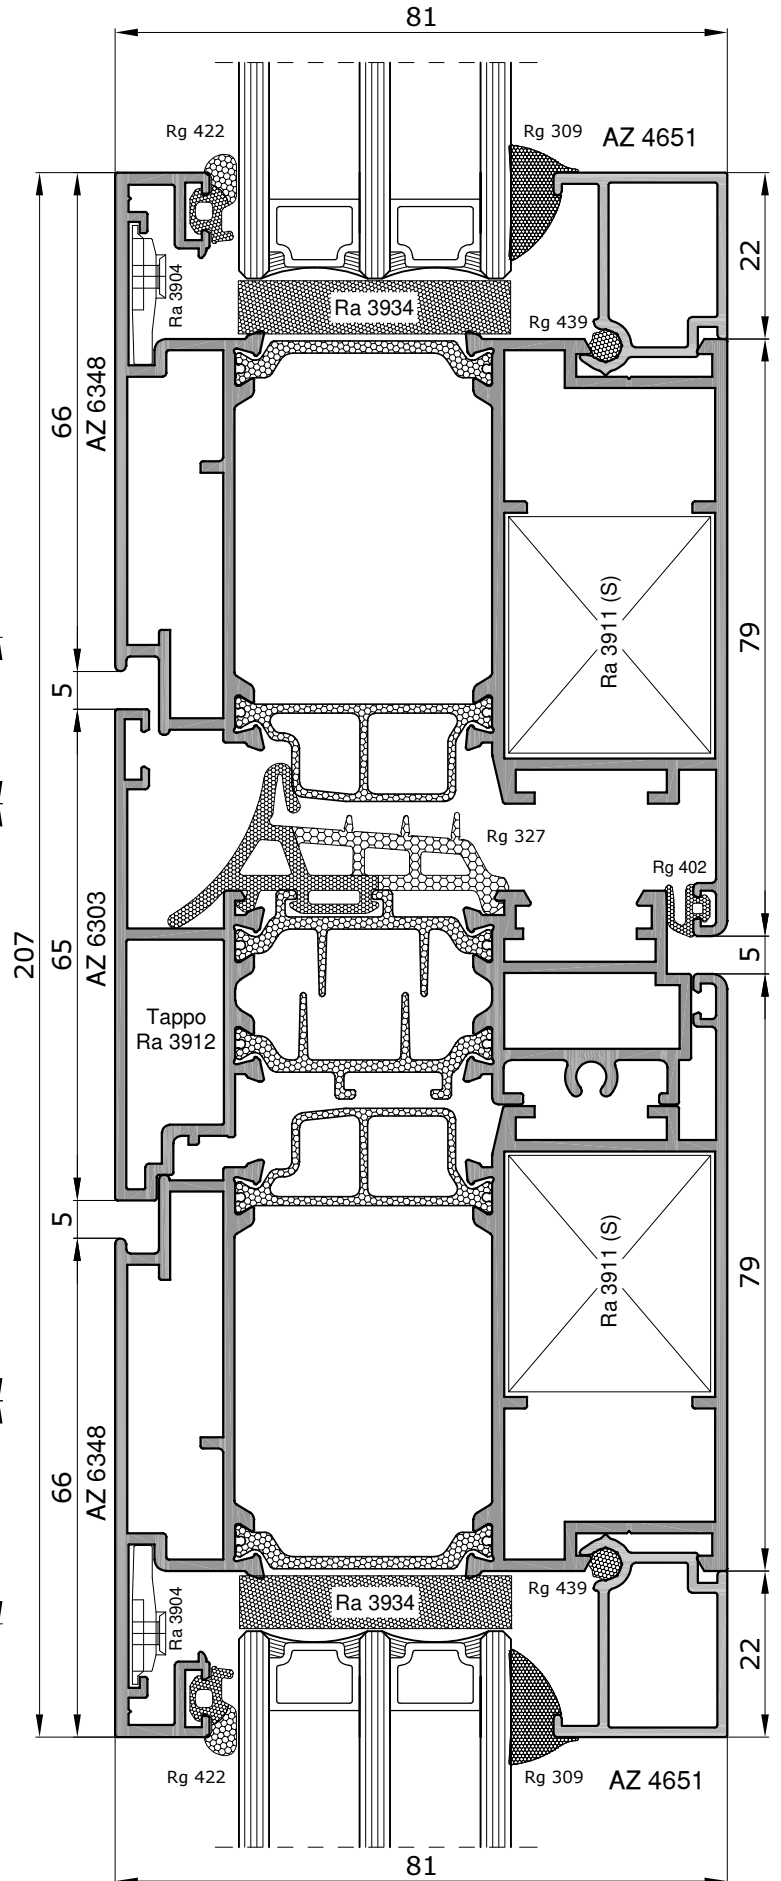 81
Rg 422
Rg 309
AZ 4651
Ra 3904
Ra 3934
22
Rg 439
66
AZ 6348
79
Ra 3911 (S)
5
Rg 327
Rg 402
207
65
AZ 6303
5
Tappo
Ra 3912
5
Ra 3911 (S)
79
66
AZ 6348
Ra 3904
Ra 3934
Rg 439
22
Rg 422
Rg 309
AZ 4651
81